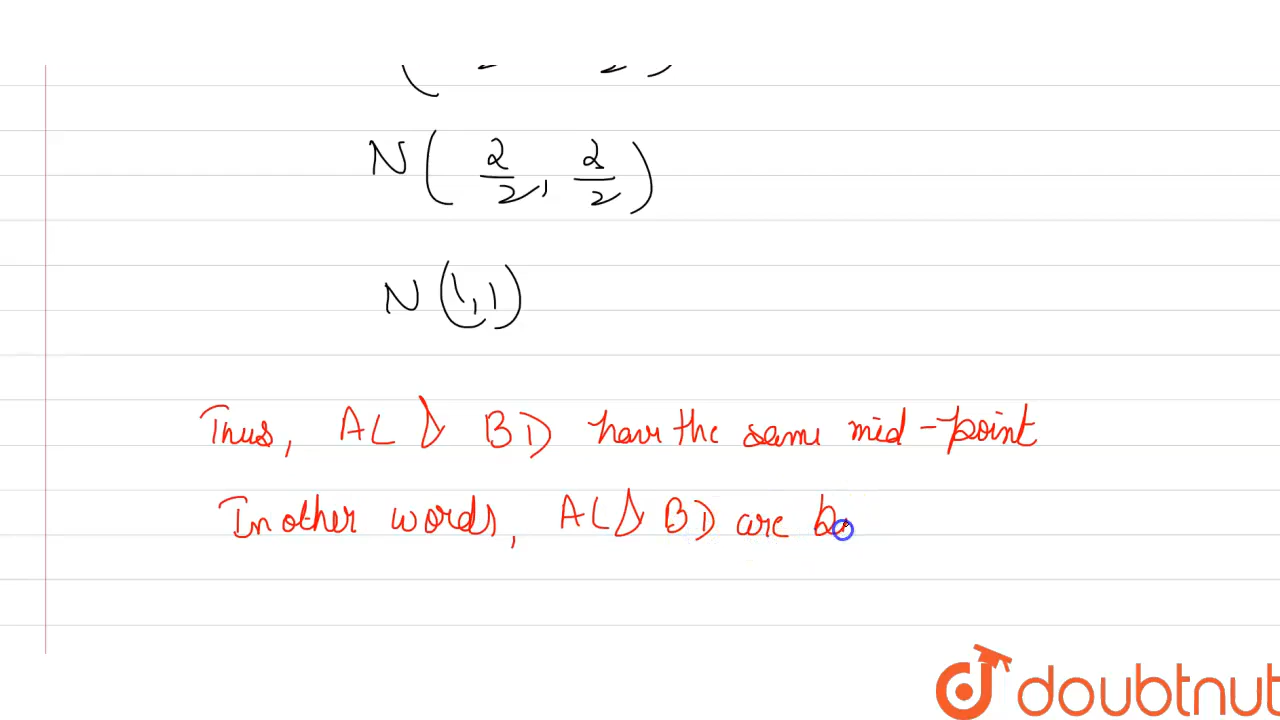 N(2/2, 2/2)
N(1,1)
Thus, AC & BD have the same mid-point
In other words, AC & BD are
doubtnut